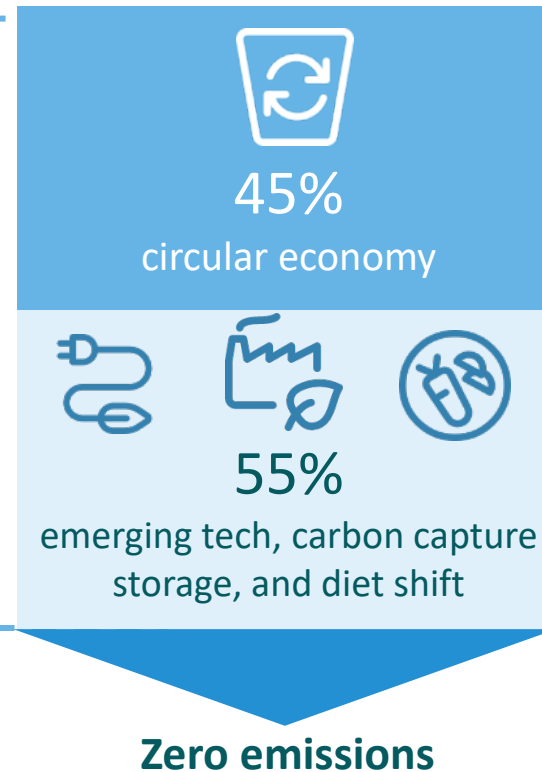 45%
circular economy
55%
emerging tech, carbon capture
storage, and diet shift
Zero emissions